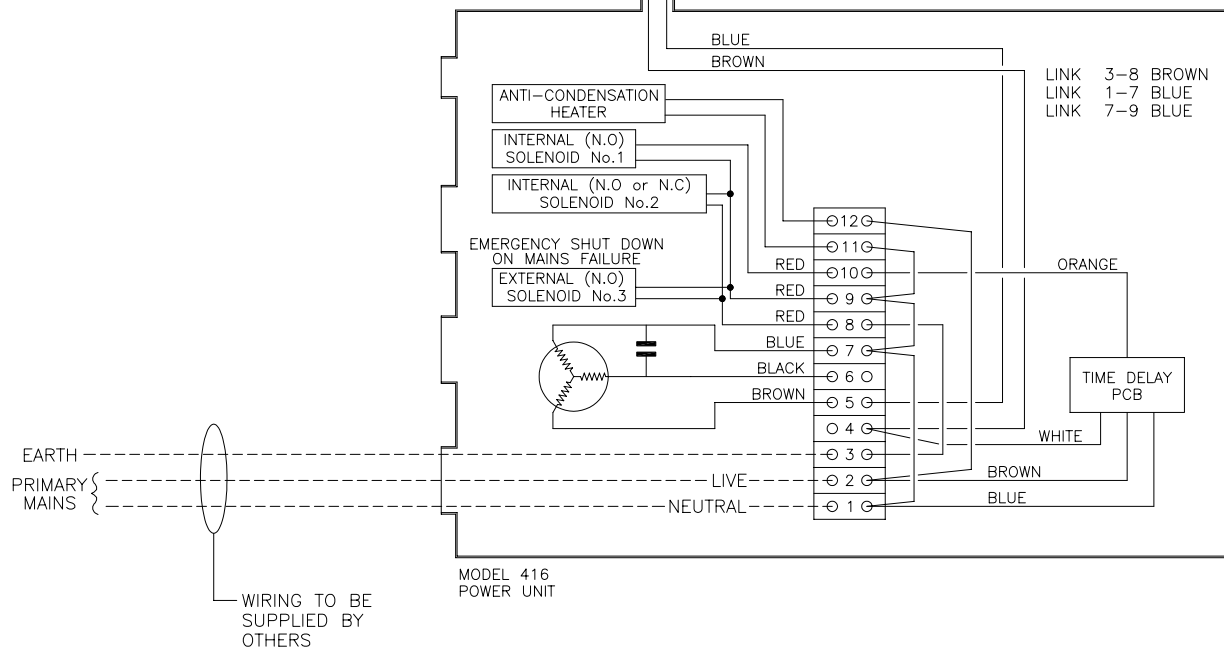 BLUE
BROWN
LINK 3-8 BROWN
LINK 1-7 BLUE
LINK 7-9 BLUE
ANTI-CONDENSATION
HEATER
INTERNAL (N.O)
SOLENOID No.1
INTERNAL (N.O or N.C)
SOLENOID No.2
EMERGENCY SHUT DOWN
ON MAINS FAILURE
EXTERNAL (N.O)
SOLENOID No.3
12
11
RED 10 ORANGE
RED 9
RED 8
BLUE 7
BLACK 6
BROWN 5
TIME DELAY
PCB
4 WHITE
EARTH 3
PRIMARY
MAINS
LIVE 2 BROWN
NEUTRAL 1 BLUE
MODEL 416
POWER UNIT
WIRING TO BE
SUPPLIED BY
OTHERS